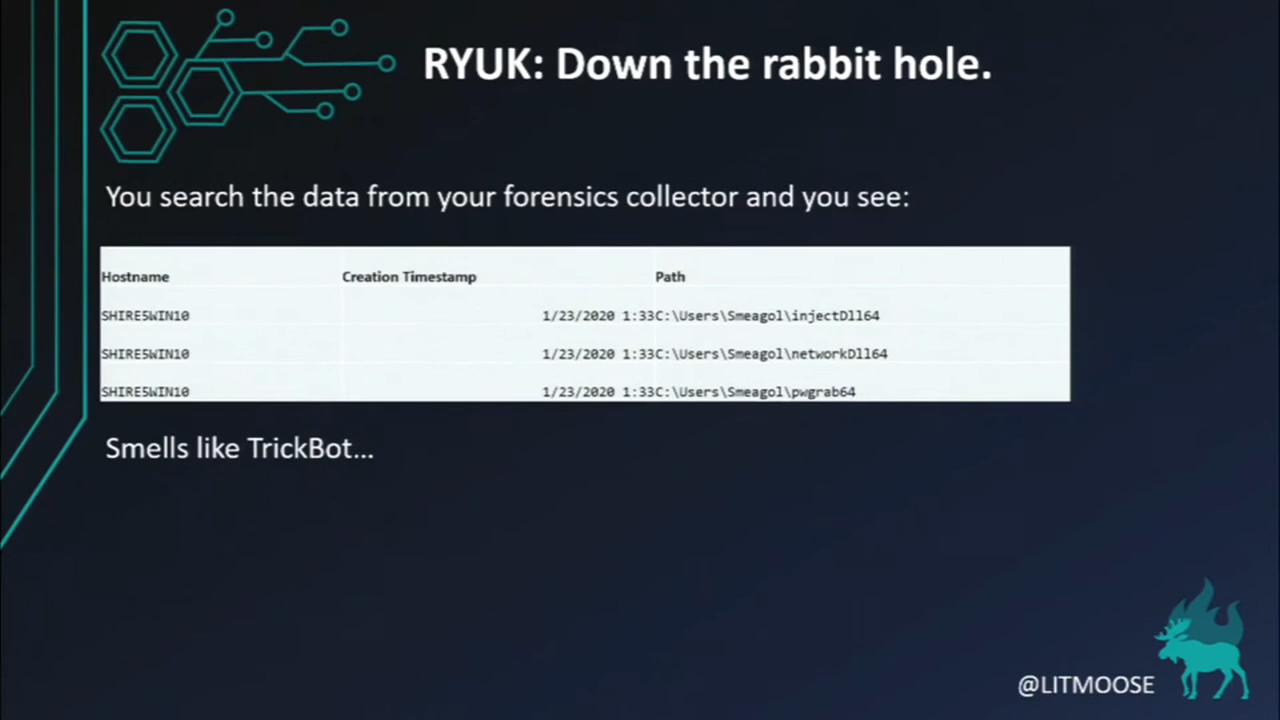 RYUK: Down the rabbit hole.
You search the data from your forensics collector and you see:
Hostname Creation Timestamp Path
SHIRE5WIN10 1/23/2020 1:33C:\Users\Smeagol\injectDll64
SHIRE5WIN10 1/23/2020 1:33C:\Users\Smeagol\networkDll64
SHIRE5WIN10 1/23/2020 1:33C:\Users\Smeagol\pwgrab64
Smells like TrickBot...
@LITMOOSE